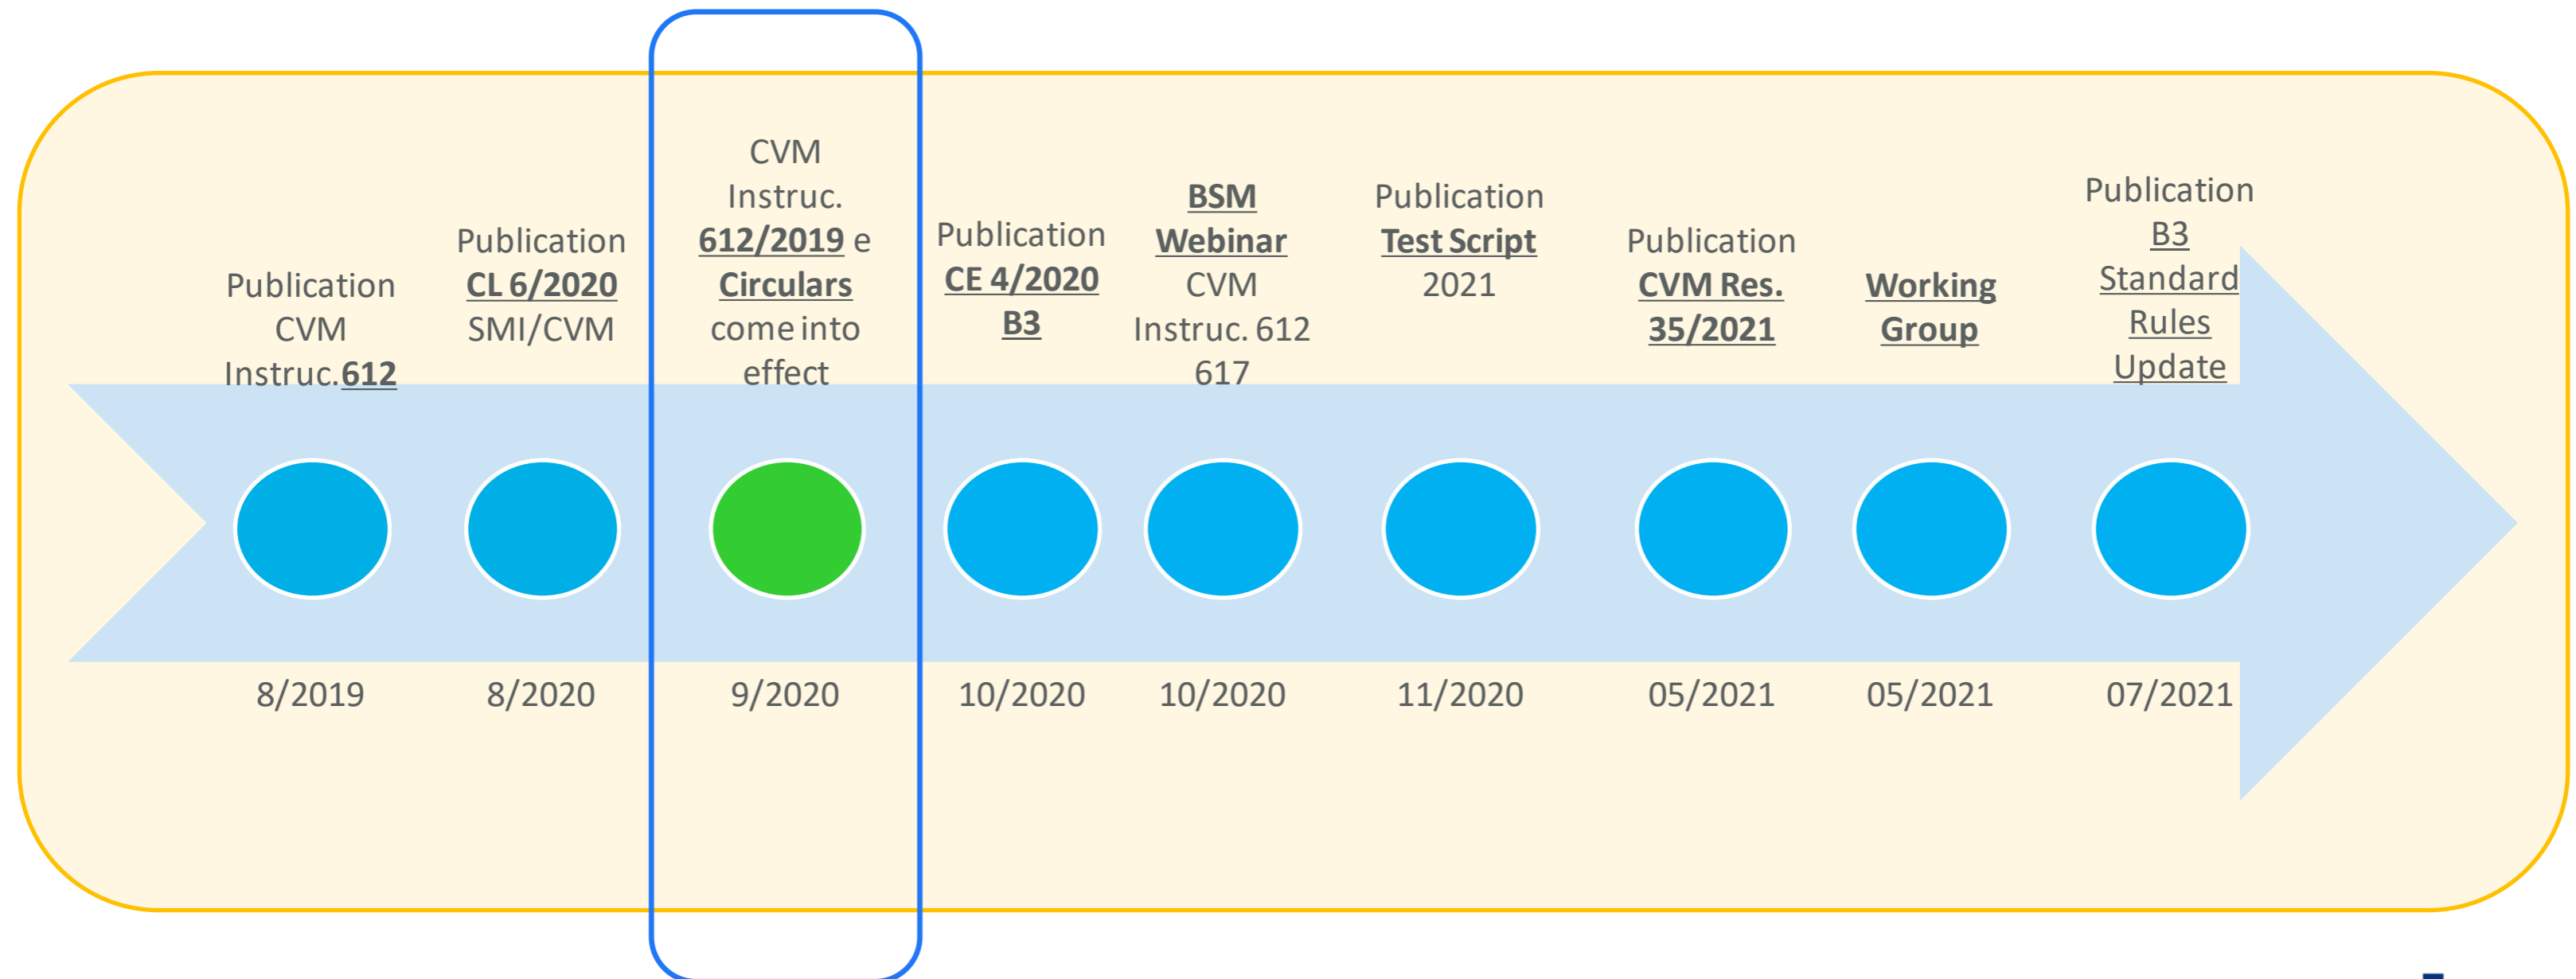 Publication
CVM
Instruc.612
8/2019
Publication
CL 6/2020
SMI/CVM
8/2020
CVM
Instruc.
612/2019 e
Circulars
come into
effect
9/2020
Publication
CE 4/2020
B3
10/2020
BSM
Webinar
CVM
Instruc. 612
617
10/2020
Publication
Test Script
2021
11/2020
Publication
CVM Res.
35/2021
05/2021
Working
Group
05/2021
Publication
B3
Standard
Rules
Update
07/2021